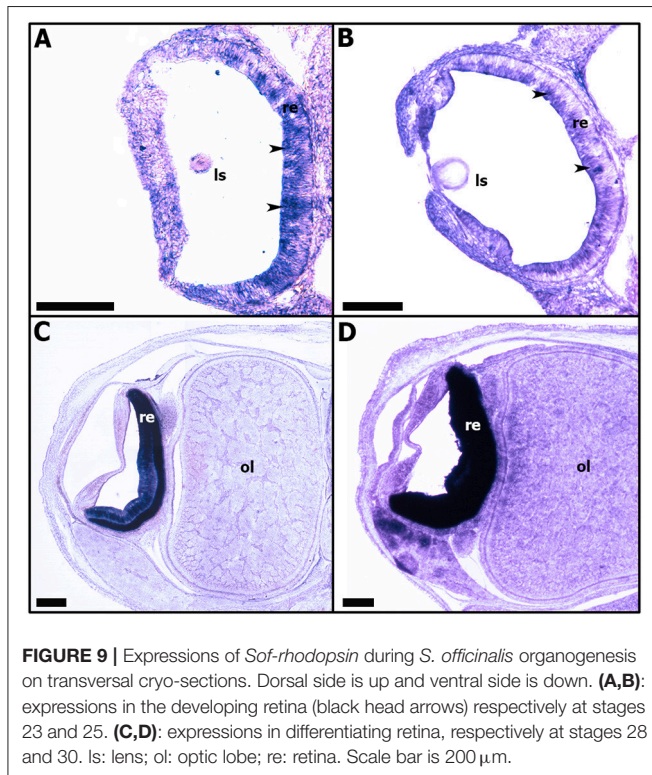 A
B
re
re
ls
ls
C
D
re
re
ol
ol
FIGURE 9 | Expressions of Sof-rhodopsin during S. officinalis organogenesis
on transversal cryo-sections. Dorsal side is up and ventral side is down. (A,B):
expressions in the developing retina (black head arrows) respectively at stages
23 and 25. (C,D): expressions in differentiating retina, respectively at stages 28
and 30. ls: lens; ol: optic lobe; re: retina. Scale bar is 200 μm.